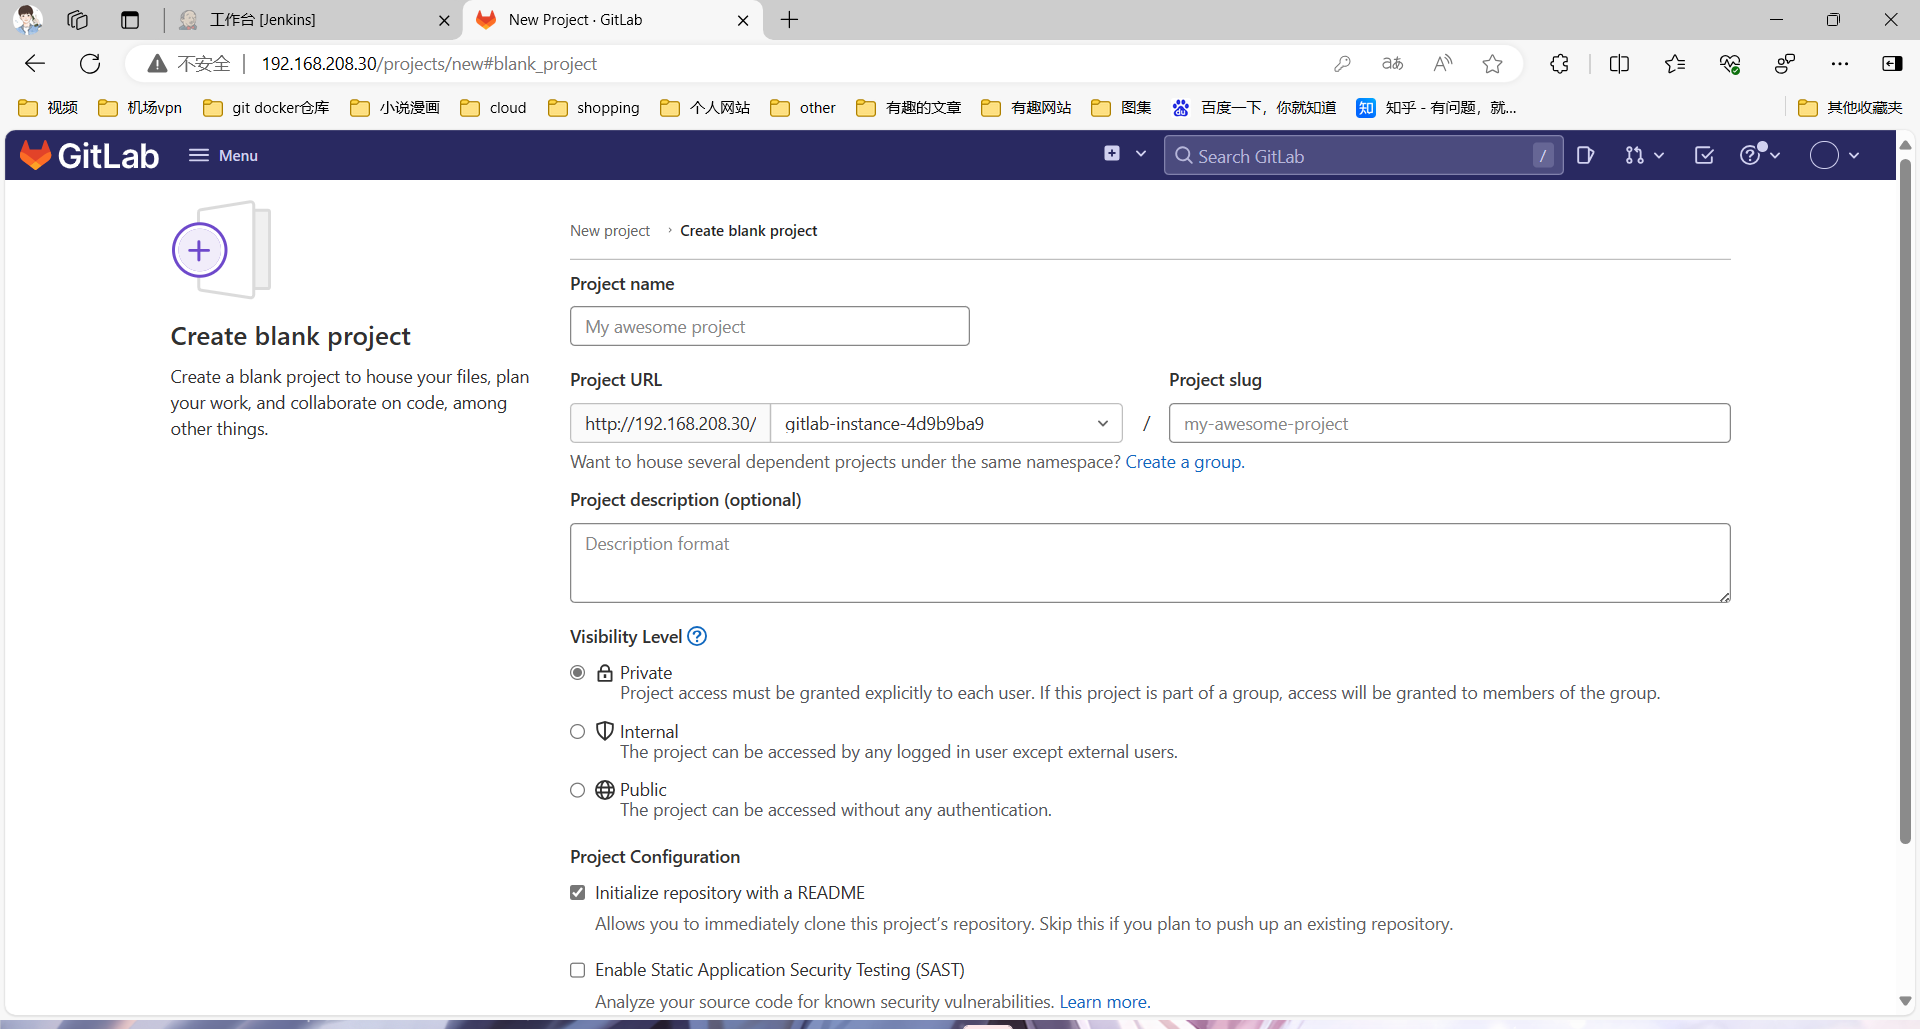 工作台 [Jenkins]
New Project · GitLab
不安全
192.168.208.30/projects/new#blank_project
视频
机场vpn
git docker仓库
小说漫画
cloud
shopping
个人网站
other
有趣的文章
有趣网站
图集
百度一下，你就知道
知乎 - 有问题，就...
其他收藏夹
GitLab
Menu
Search GitLab
/
New project › Create blank project
Create blank project
Create a blank project to house your files, plan
your work, and collaborate on code, among
other things.
Project name
My awesome project
Project URL
Project slug
http://192.168.208.30/ gitlab-instance-4d9b9ba9 / my-awesome-project
Want to house several dependent projects under the same namespace? Create a group.
Project description (optional)
Description format
Visibility Level
Private
Project access must be granted explicitly to each user. If this project is part of a group, access will be granted to members of the group.
Internal
The project can be accessed by any logged in user except external users.
Public
The project can be accessed without any authentication.
Project Configuration
Initialize repository with a README
Allows you to immediately clone this project’s repository. Skip this if you plan to push up an existing repository.
Enable Static Application Security Testing (SAST)
Analyze your source code for known security vulnerabilities. Learn more.